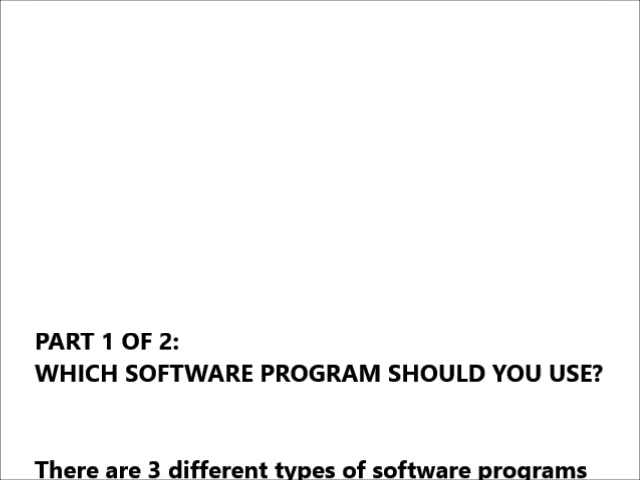 PART 1 OF 2:
WHICH SOFTWARE PROGRAM SHOULD YOU USE?
There are 3 different types of software programs